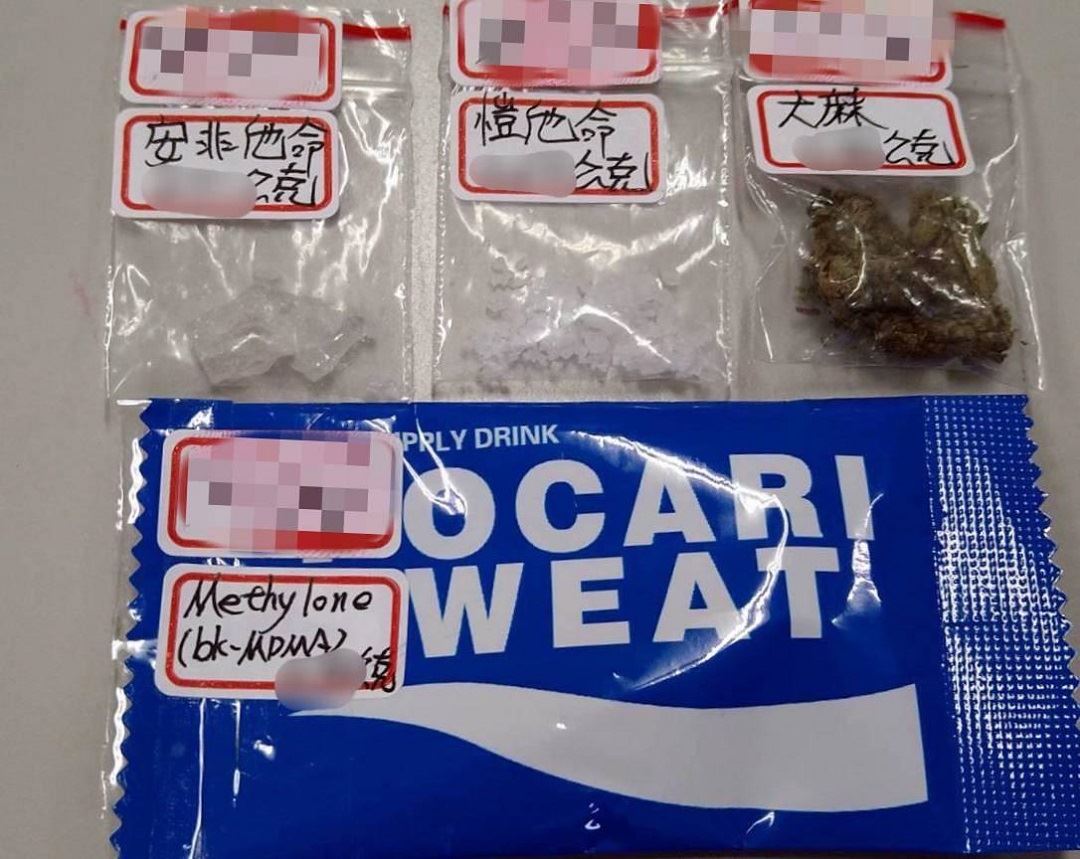 安非他命
公克
愷他命
公克
大麻
公克
PPLY DRINK
OCARI
WEAT
Methylone
(bk-MDMA)
克